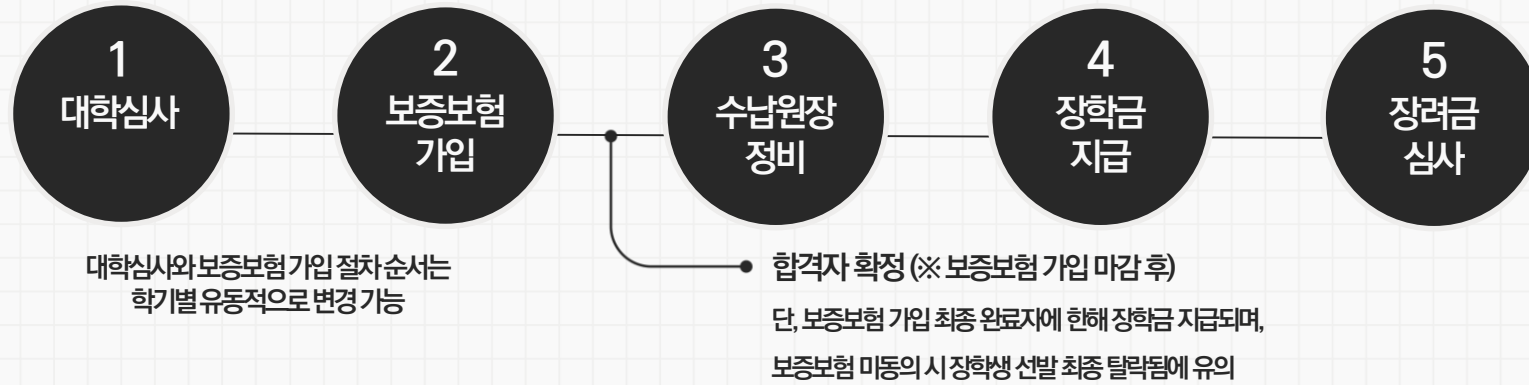 1
대학심사
2
보증보험
가입
3
수납원장
정비
4
장학금
지급
5
장려금
심사
대학심사와 보증보험 가입 절차 순서는
학기별 유동적으로 변경 가능
합격자 확정 (※ 보증보험 가입 마감 후)
단, 보증보험 가입 최종 완료자에 한해 장학금 지급되며,
보증보험 미동의 시 장학생 선발 최종 탈락됨에 유의